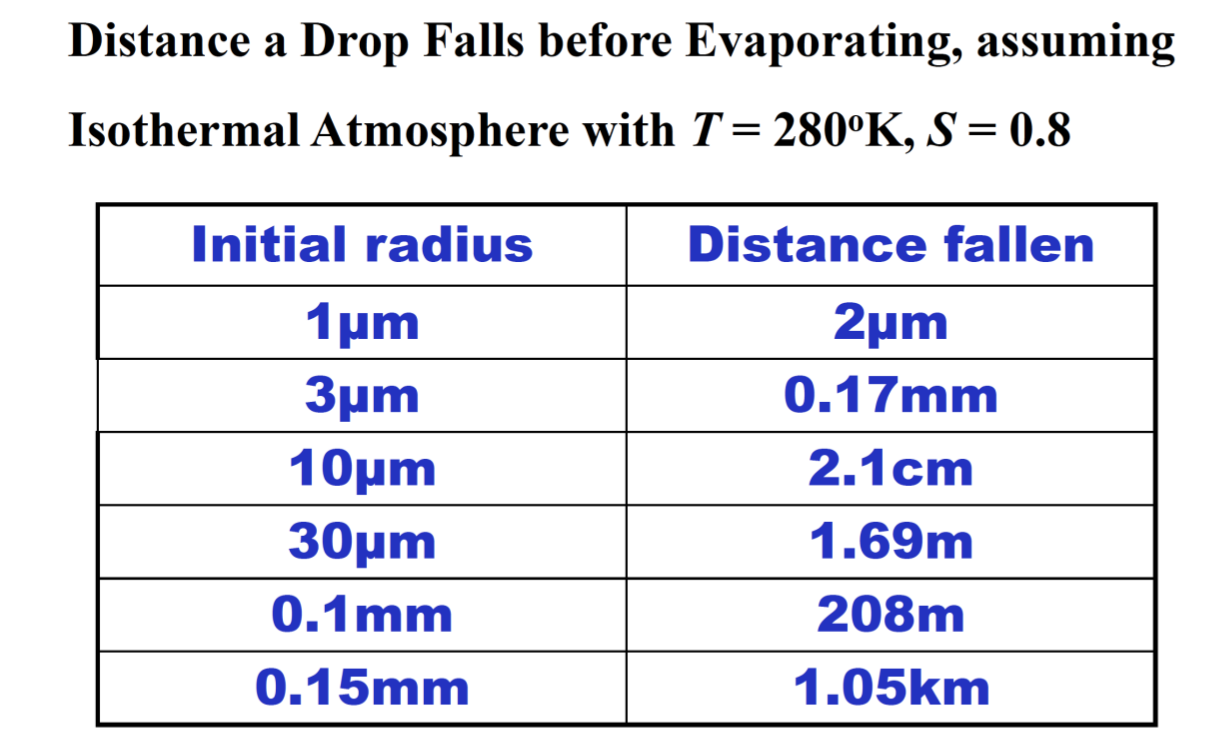 Distance a Drop Falls before Evaporating, assuming
Isothermal Atmosphere with T = 280ºK, S = 0.8
Initial radius Distance fallen
1µm 2µm
3µm 0.17mm
10µm 2.1cm
30µm 1.69m
0.1mm 208m
0.15mm 1.05km